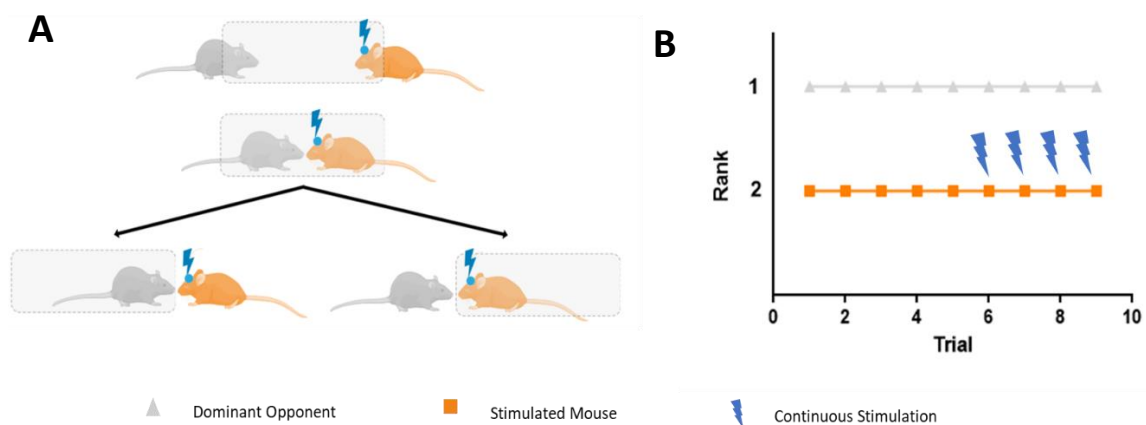 A
B
Rank
1
2
0 2 4 6 8 10
Trial
Dominant Opponent
Stimulated Mouse
Continuous Stimulation